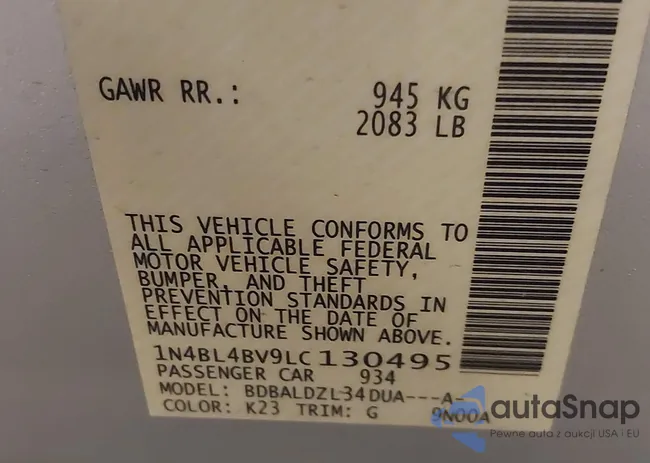 GAWR RR.: 945 KG
2083 LB
THIS VEHICLE CONFORMS TO
ALL APPLICABLE FEDERAL
MOTOR VEHICLE SAFETY,
BUMPER, AND THEFT
PREVENTION STANDARDS IN
EFFECT ON THE DATE OF
MANUFACTURE SHOWN ABOVE.
1N4BL4BV9LC130495
PASSENGER CAR 934
MODEL: BDBALDZL34DUA---A-
COLOR: K23 TRIM: G 9N00A
autaSnap
Pewne auta z aukcji USA i EU